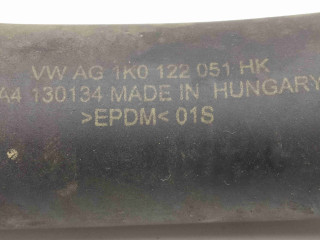 VW AG 1K0 122 051 HK
A4 130134 MADE IN HUNGARY
>EPDM< 01S